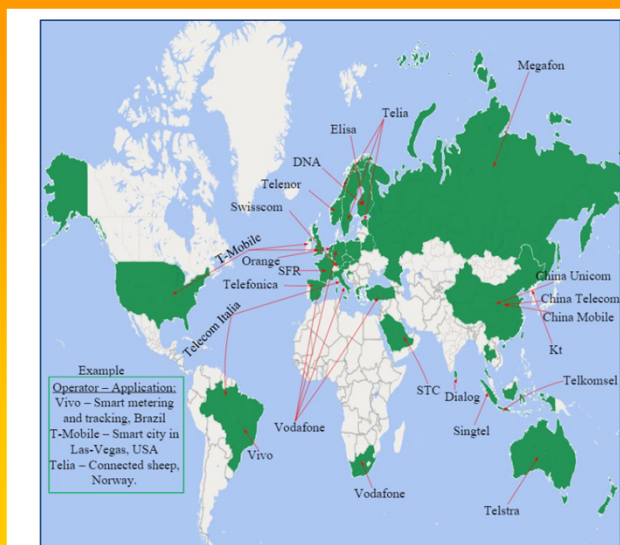 Megafon
Telia
Elisa
DNA
Telenor
Swisscom
T-Mobile
Orange
SFR
Telefonica
Telecom Italia
China Unicom
China Telecom
China Mobile
Kt
Example
Operator – Application:
Vivo – Smart metering
and tracking, Brazil
T-Mobile – Smart city in
Las-Vegas, USA
Telia – Connected sheep,
Norway.
Vodafone
Vivo
STC
Dialog
Telkomsel
Singtel
Vodafone
Telstra